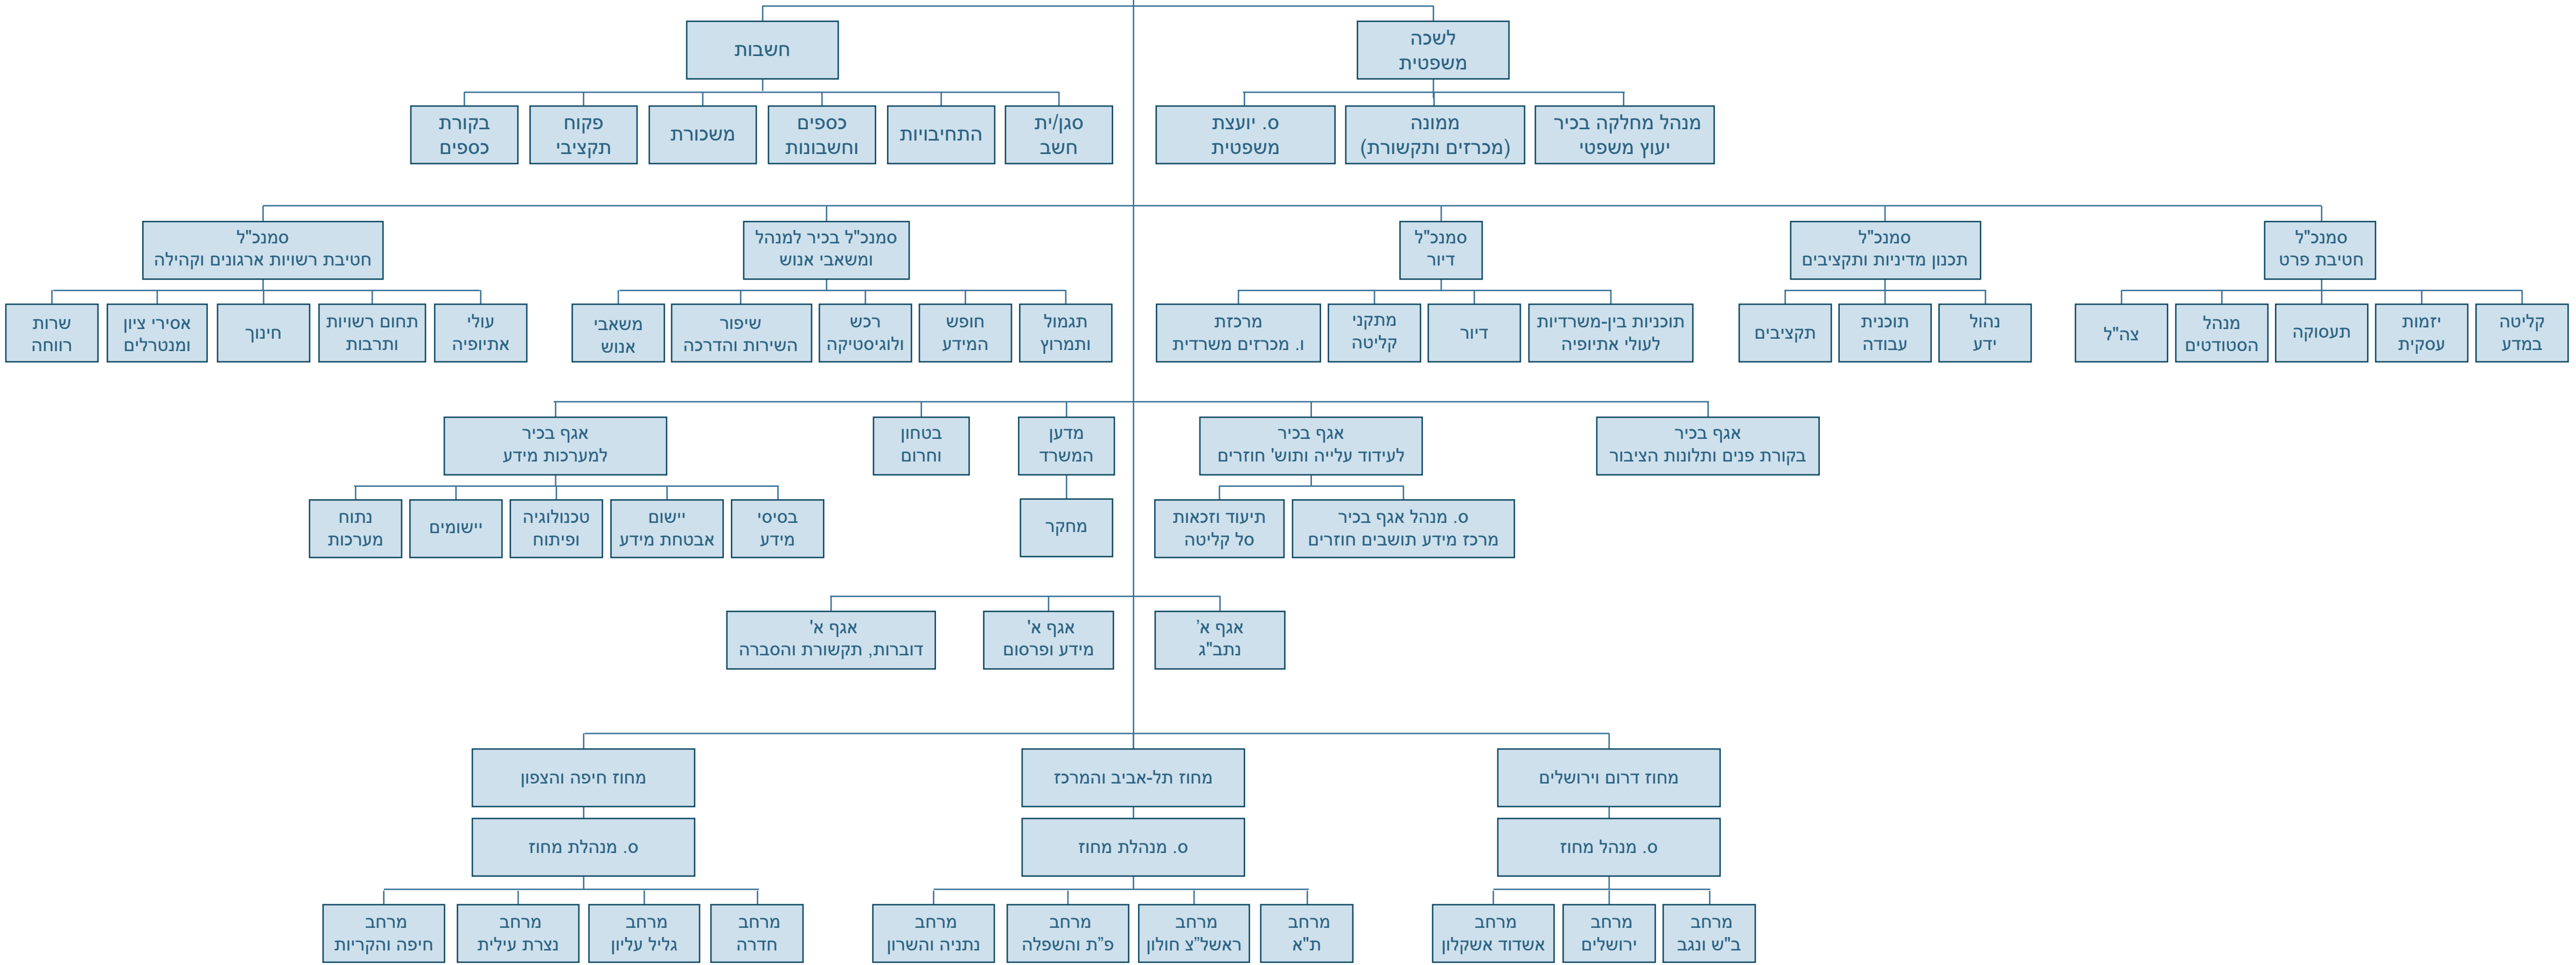 לשכה
משפטית
חשבות
מנהל מחלקה בכיר
יעוץ משפטי
ממונה
(מכרזים ותקשורת)
ס. יועצת
משפטית
סגן/ית
חשב
התחיבויות
כספים
וחשבונות
משכורת
פקוח
תקציבי
בקורת
כספים
סמנכ"ל
חטיבת פרט
סמנכ"ל
תכנון מדיניות ותקציבים
סמנכ"ל
דיור
סמנכ"ל בכיר למנהל
ומשאבי אנוש
סמנכ"ל
חטיבת רשויות ארגונים וקהילה
קליטה
במדע
יזמות
עסקית
תעסוקה
מנהל
הסטודנטים
צה"ל
נהול
ידע
תוכנית
עבודה
תקציבים
תוכניות בין-משרדיות
לעולי אתיופיה
דיור
מתקני
קליטה
מרכזת
ו. מכרזים משרדית
תגמול
ותמרוץ
חופש
המידע
רכש
ולוגיסטיקה
שיפור
השירות והדרכה
משאבי
אנוש
עולי
אתיופיה
תחום רשויות
ותרבות
חינוך
אסירי ציון
ומנטרלים
שרות
רווחה
אגף בכיר
בקורת פנים ותלונות הציבור
אגף בכיר
לעידוד עלייה ותוש' חוזרים
מדען
המשרד
בטחון
וחרום
אגף בכיר
למערכות מידע
ס. מנהל אגף בכיר
מרכז מידע תושבים חוזרים
תיעוד וזכאות
סל קליטה
מחקר
בסיסי
מידע
יישום
אבטחת מידע
טכנולוגיה
ופיתוח
יישומים
נתוח
מערכות
אגף א’
נתב"ג
אגף א'
מידע ופרסום
אגף א'
דוברות, תקשורת והסברה
מחוז דרום וירושלים
מחוז תל-אביב והמרכז
מחוז חיפה והצפון
ס. מנהל מחוז
ס. מנהלת מחוז
ס. מנהלת מחוז
מרחב
ב"ש ונגב
מרחב
ירושלים
מרחב
אשדוד אשקלון
מרחב
ת"א
מרחב
ראשל”צ חולון
מרחב
פ”ת והשפלה
מרחב
נתניה והשרון
מרחב
חדרה
מרחב
גליל עליון
מרחב
נצרת עילית
מרחב
חיפה והקריות